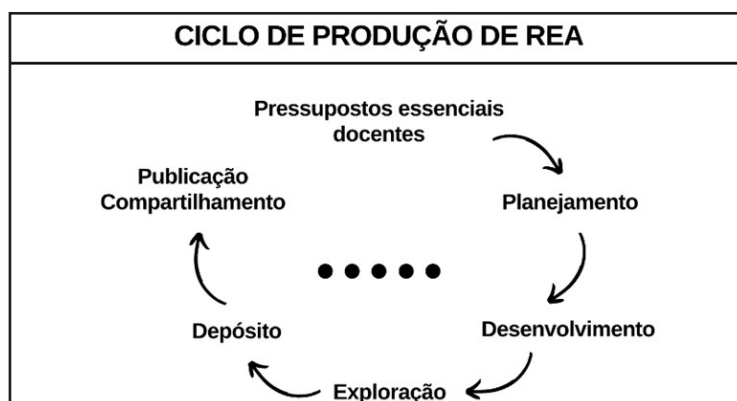 CICLO DE PRODUÇÃO DE REA
Pressupostos essenciais
docentes
Planejamento
Desenvolvimento
Exploração
Depósito
Publicação
Compartilhamento